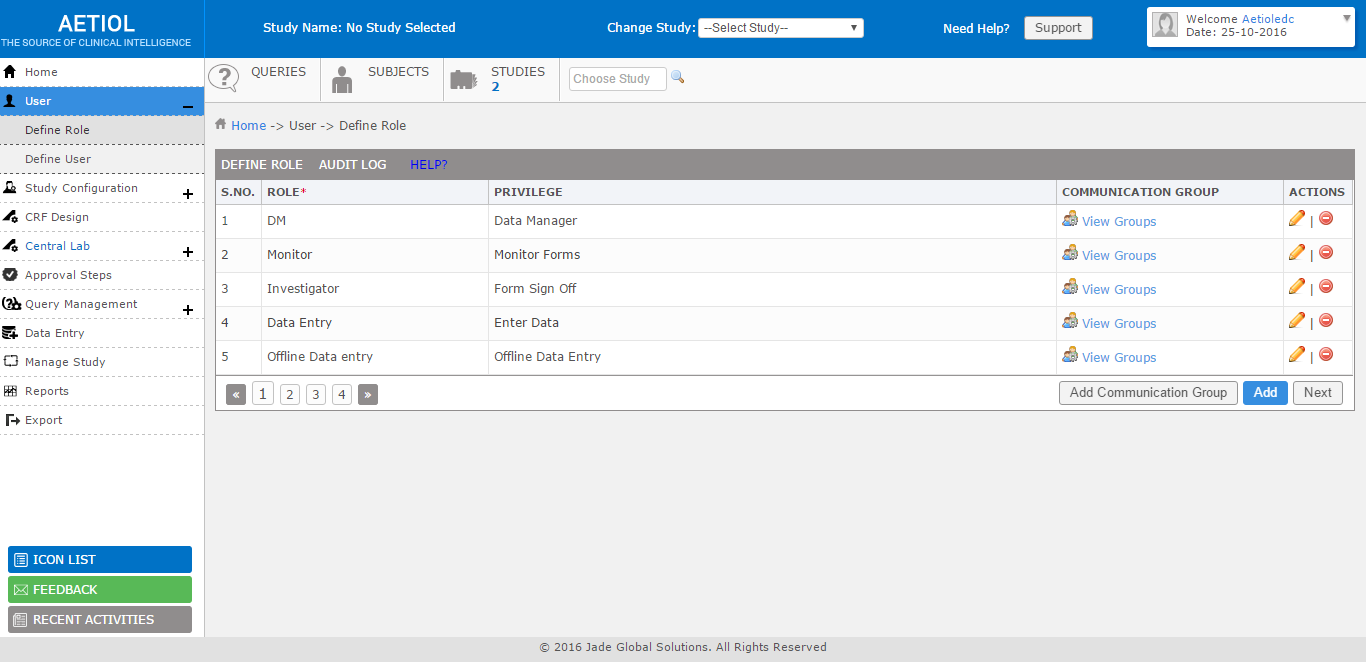 AETIOL
THE SOURCE OF CLINICAL INTELLIGENCE
Study Name: No Study Selected
Change Study: --Select Study--
Need Help? Support
Welcome Aetioledc
Date: 25-10-2016
Home
User
Define Role
Define User
Study Configuration
CRF Design
Central Lab
Approval Steps
Query Management
Data Entry
Manage Study
Reports
Export
ICON LIST
FEEDBACK
RECENT ACTIVITIES
QUERIES
SUBJECTS
STUDIES
2
Choose Study
Home -> User -> Define Role
DEFINE ROLE AUDIT LOG HELP?
S.NO. ROLE* PRIVILEGE COMMUNICATION GROUP ACTIONS
1 DM Data Manager View Groups |
2 Monitor Monitor Forms View Groups |
3 Investigator Form Sign Off View Groups |
4 Data Entry Enter Data View Groups |
5 Offline Data entry Offline Data Entry View Groups |
« 1 2 3 4 » Add Communication Group Add Next
© 2016 Jade Global Solutions. All Rights Reserved